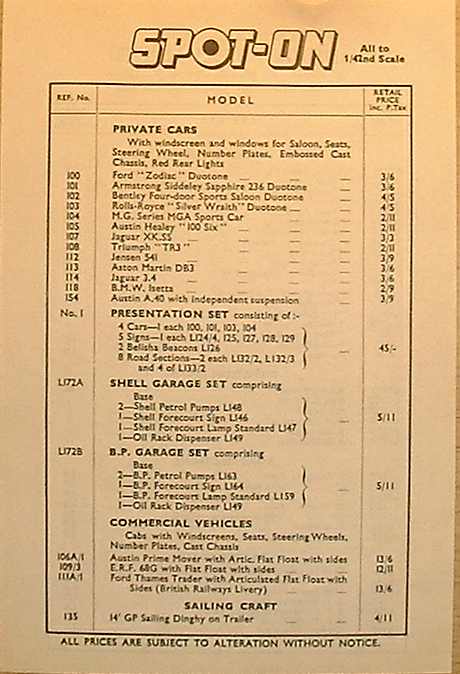 SPOT-ON All to 1/42nd Scale
REF. No. MODEL RETAIL PRICE inc. P.Tax
PRIVATE CARS
With windscreen and windows for Saloon, Seats,
Steering Wheel, Number Plates, Embossed Cast
Chassis, Red Rear Lights
100 Ford "Zodiac" Duotone 3/6
101 Armstrong Siddeley Sapphire 236 Duotone 3/6
102 Bentley Four-door Sports Saloon Duotone 4/5
103 Rolls-Royce "Silver Wraith" Duotone 4/5
104 M.G. Series MGA Sports Car 2/11
105 Austin Healey "100 Six" 2/11
107 Jaguar XK.SS 3/3
108 Triumph "TR3" 2/11
112 Jensen 541 3/9
113 Aston Martin DB3 3/6
114 Jaguar 3.4 3/6
118 B.M.W. Isetta 2/9
154 Austin A.40 with independent suspension 3/9
No. 1 PRESENTATION SET consisting of :-
4 Cars—1 each 100, 101, 103, 104
5 Signs—1 each L124/4, 125, 127, 128, 129
2 Belisha Beacons L126 45/-
8 Road Sections—2 each L132/2, L132/3
and 4 of L133/2
L172A SHELL GARAGE SET comprising
Base
2—Shell Petrol Pumps L148
1—Shell Forecourt Sign L146 5/11
1—Shell Forecourt Lamp Standard L147
1—Oil Rack Dispenser L149
L172B B.P. GARAGE SET comprising
Base
2—B.P. Petrol Pumps L163
1—B.P. Forecourt Sign L164 5/11
1—B.P. Forecourt Lamp Standard L159
1—Oil Rack Dispenser L149
COMMERCIAL VEHICLES
Cabs with Windscreens, Seats, Steering Wheels,
Number Plates, Cast Chassis
106A/1 Austin Prime Mover with Artic. Flat Float with sides 13/6
109/3 E.R.F. 68G with Flat Float with sides 12/11
111A/1 Ford Thames Trader with Articulated Flat Float with
Sides (British Railways Livery) 13/6
SAILING CRAFT
135 14' GP Sailing Dinghy on Trailer 4/11
ALL PRICES ARE SUBJECT TO ALTERATION WITHOUT NOTICE.